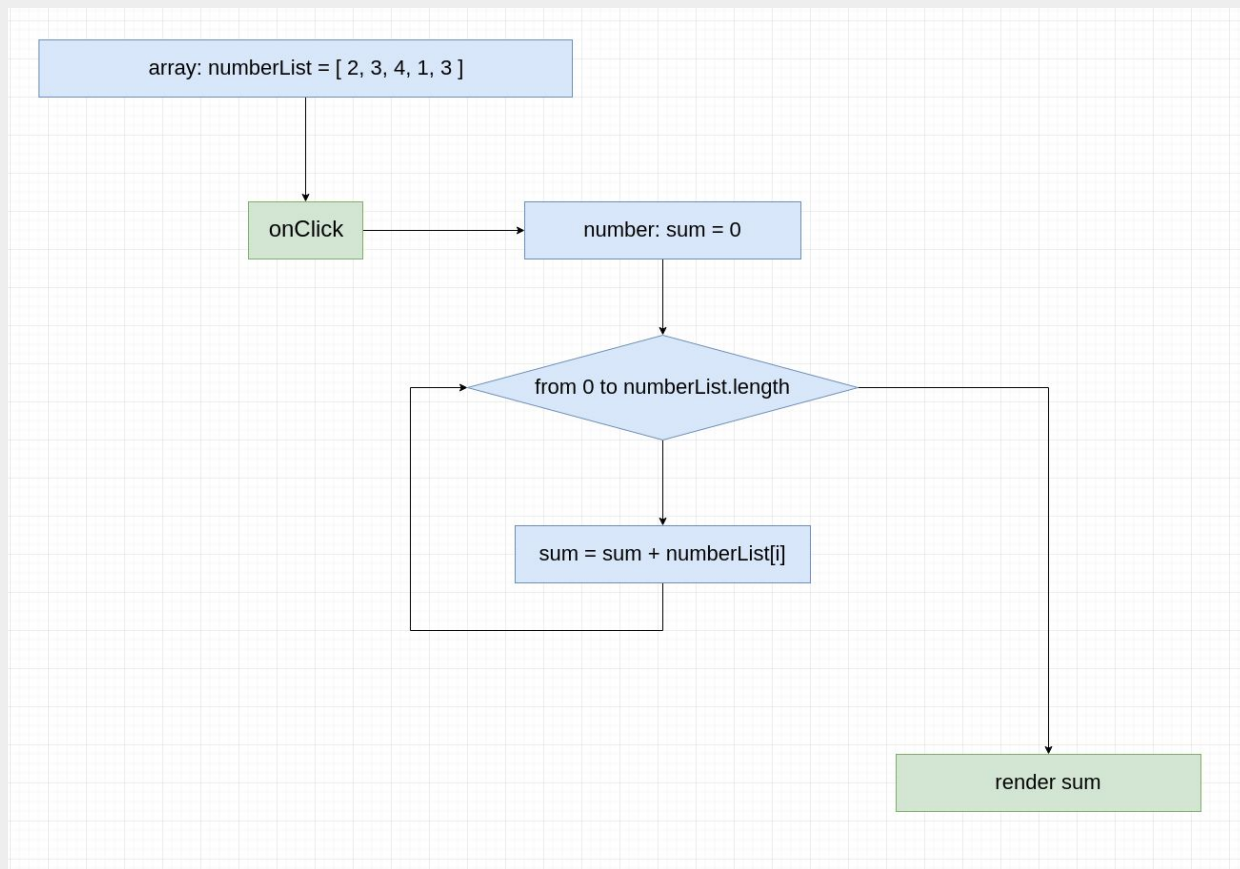 array: numberList = [ 2, 3, 4, 1, 3 ]
onClick
number: sum = 0
from 0 to numberList.length
sum = sum + numberList[i]
render sum